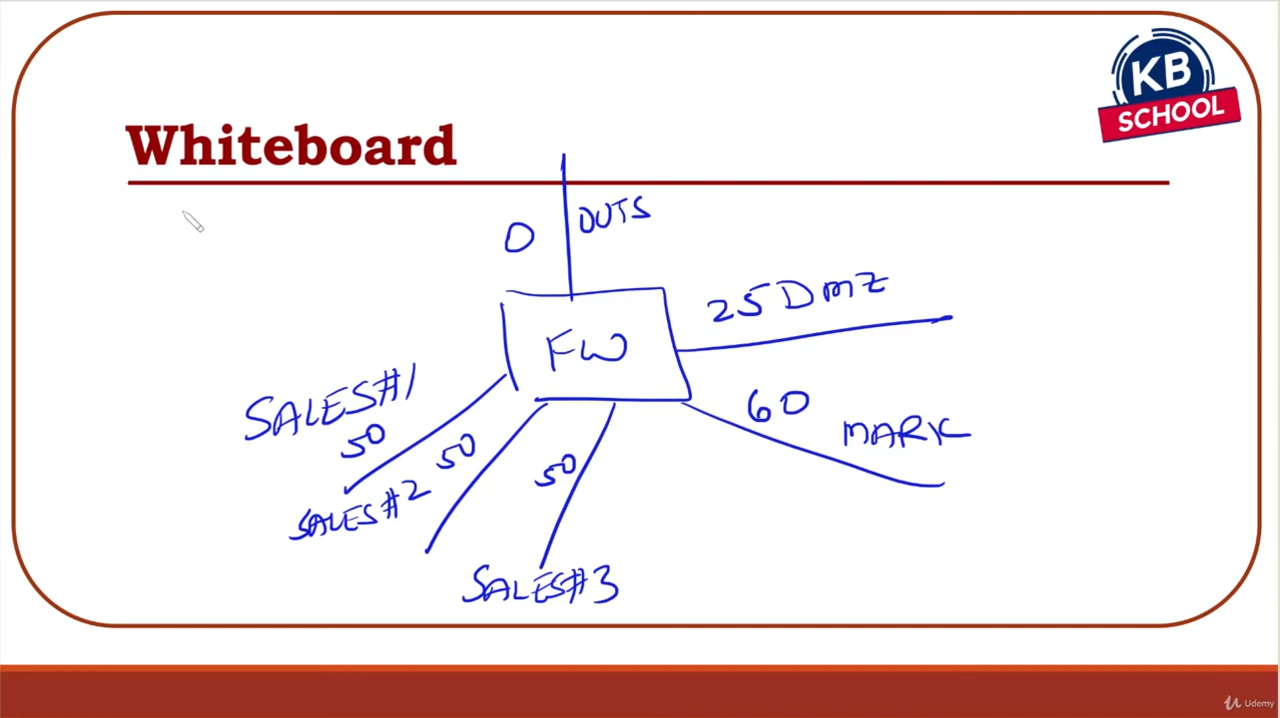 KB
SCHOOL
Whiteboard
0 OUTS
25 DMZ
FW
SALES#1
50
60
MARK
50
50
SALES#2
SALES#3
Udemy